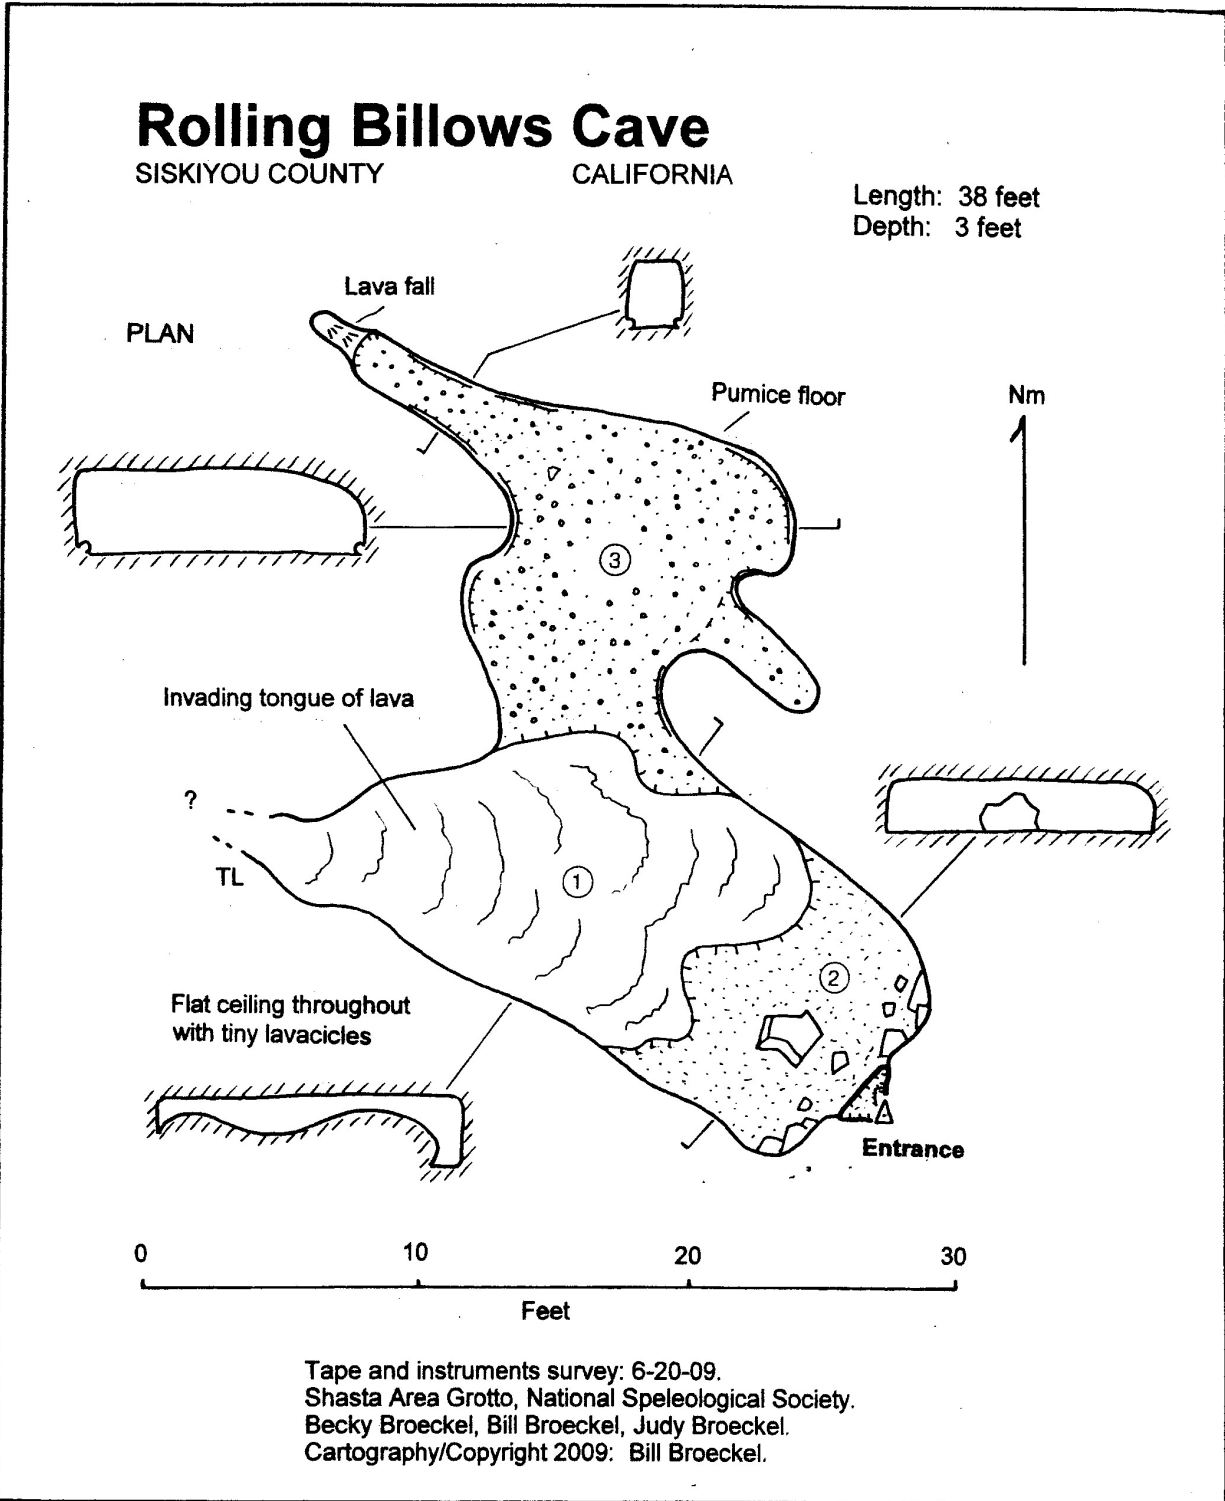 Rolling Billows Cave
SISKIYOU COUNTY CALIFORNIA
Length: 38 feet
Depth: 3 feet
Lava fall
PLAN
Pumice floor
Nm
3
Invading tongue of lava
?
TL
1
2
Flat ceiling throughout
with tiny lavacicles
Entrance
0 10 20 30
Feet
Tape and instruments survey: 6-20-09.
Shasta Area Grotto, National Speleological Society.
Becky Broeckel, Bill Broeckel, Judy Broeckel.
Cartography/Copyright 2009: Bill Broeckel.